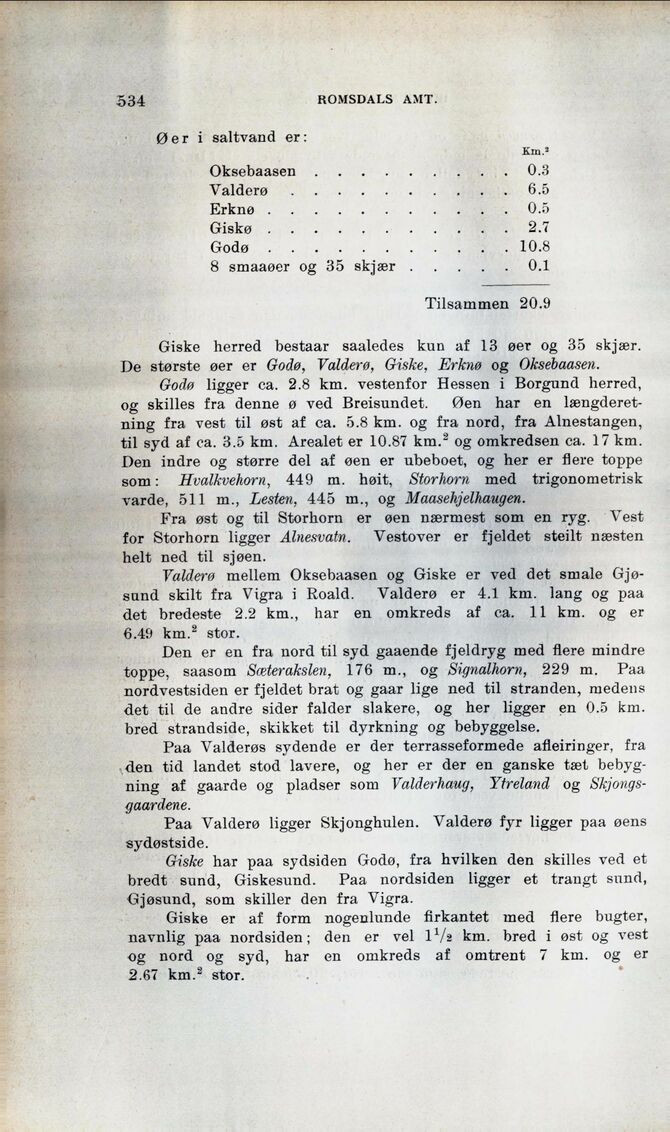 534 ROMSDALS AMT.
Øer i saltvand er:
Km.²
Oksebaasen . . . . . . . . . 0.3
Valderø . . . . . . . . . . 6.5
Erknø . . . . . . . . . . . 0.5
Giskø . . . . . . . . . . . 2.7
Godø . . . . . . . . . . . 10.8
8 smaaøer og 35 skjær . . . . . 0.1
Tilsammen 20.9
Giske herred bestaar saaledes kun af 13 øer og 35 skjær.
De største øer er Godø, Valderø, Giske, Erknø og Oksebaasen.
Godø ligger ca. 2.8 km. vestenfor Hessen i Borgund herred,
og skilles fra denne ø ved Breisundet. Øen har en længderet-
ning fra vest til øst af ca. 5.8 km. og fra nord, fra Alnestangen,
til syd af ca. 3.5 km. Arealet er 10.87 km.² og omkredsen ca. 17 km.
Den indre og større del af øen er ubeboet, og her er flere toppe
som: Hvalkvehorn, 449 m. høit, Storhorn med trigonometrisk
varde, 511 m., Lesten, 445 m., og Maasehjelhaugen.
Fra øst og til Storhorn er øen nærmest som en ryg. Vest
for Storhorn ligger Alnesvatn. Vestover er fjeldet steilt næsten
helt ned til sjøen.
Valderø mellem Oksebaasen og Giske er ved det smale Gjø-
sund skilt fra Vigra i Roald. Valderø er 4.1 km. lang og paa
det bredeste 2.2 km., har en omkreds af ca. 11 km. og er
6.49 km.² stor.
Den er en fra nord til syd gaaende fjeldryg med flere mindre
toppe, saasom Sæterakslen, 176 m., og Signalhorn, 229 m. Paa
nordvestsiden er fjeldet brat og gaar lige ned til stranden, medens
det til de andre sider falder slakere, og her ligger en 0.5 km.
bred strandside, skikket til dyrkning og bebyggelse.
Paa Valderøs sydende er der terrasseformede afleiringer, fra
den tid landet stod lavere, og her er der en ganske tæt bebyg-
ning af gaarde og pladser som Valderhaug, Ytreland og Skjongs-
gaardene.
Paa Valderø ligger Skjonghulen. Valderø fyr ligger paa øens
sydøstside.
Giske har paa sydsiden Godø, fra hvilken den skilles ved et
bredt sund, Giskesund. Paa nordsiden ligger et trangt sund,
Gjøsund, som skiller den fra Vigra.
Giske er af form nogenlunde firkantet med flere bugter,
navnlig paa nordsiden; den er vel 1¹/₂ km. bred i øst og vest
og nord og syd, har en omkreds af omtrent 7 km. og er
2.67 km.² stor.